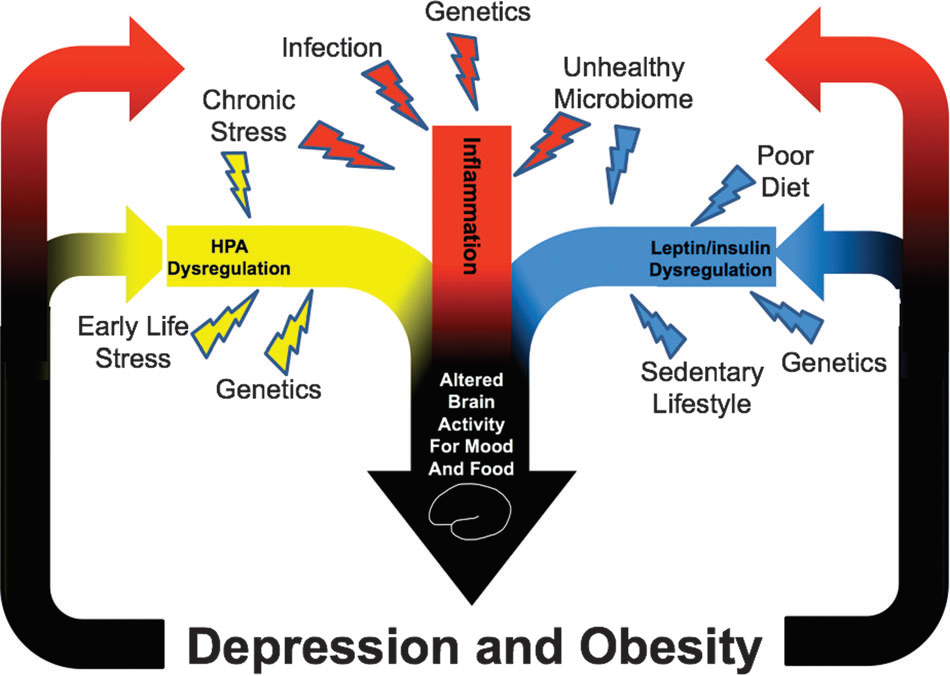 Genetics
Infection
Unhealthy
Microbiome
Chronic
Stress
Poor
Diet
Inflammation
HPA
Dysregulation
Leptin/insulin
Dysregulation
Early Life
Stress
Genetics
Sedentary
Lifestyle
Genetics
Altered
Brain
Activity
For Mood
And Food
Depression and Obesity